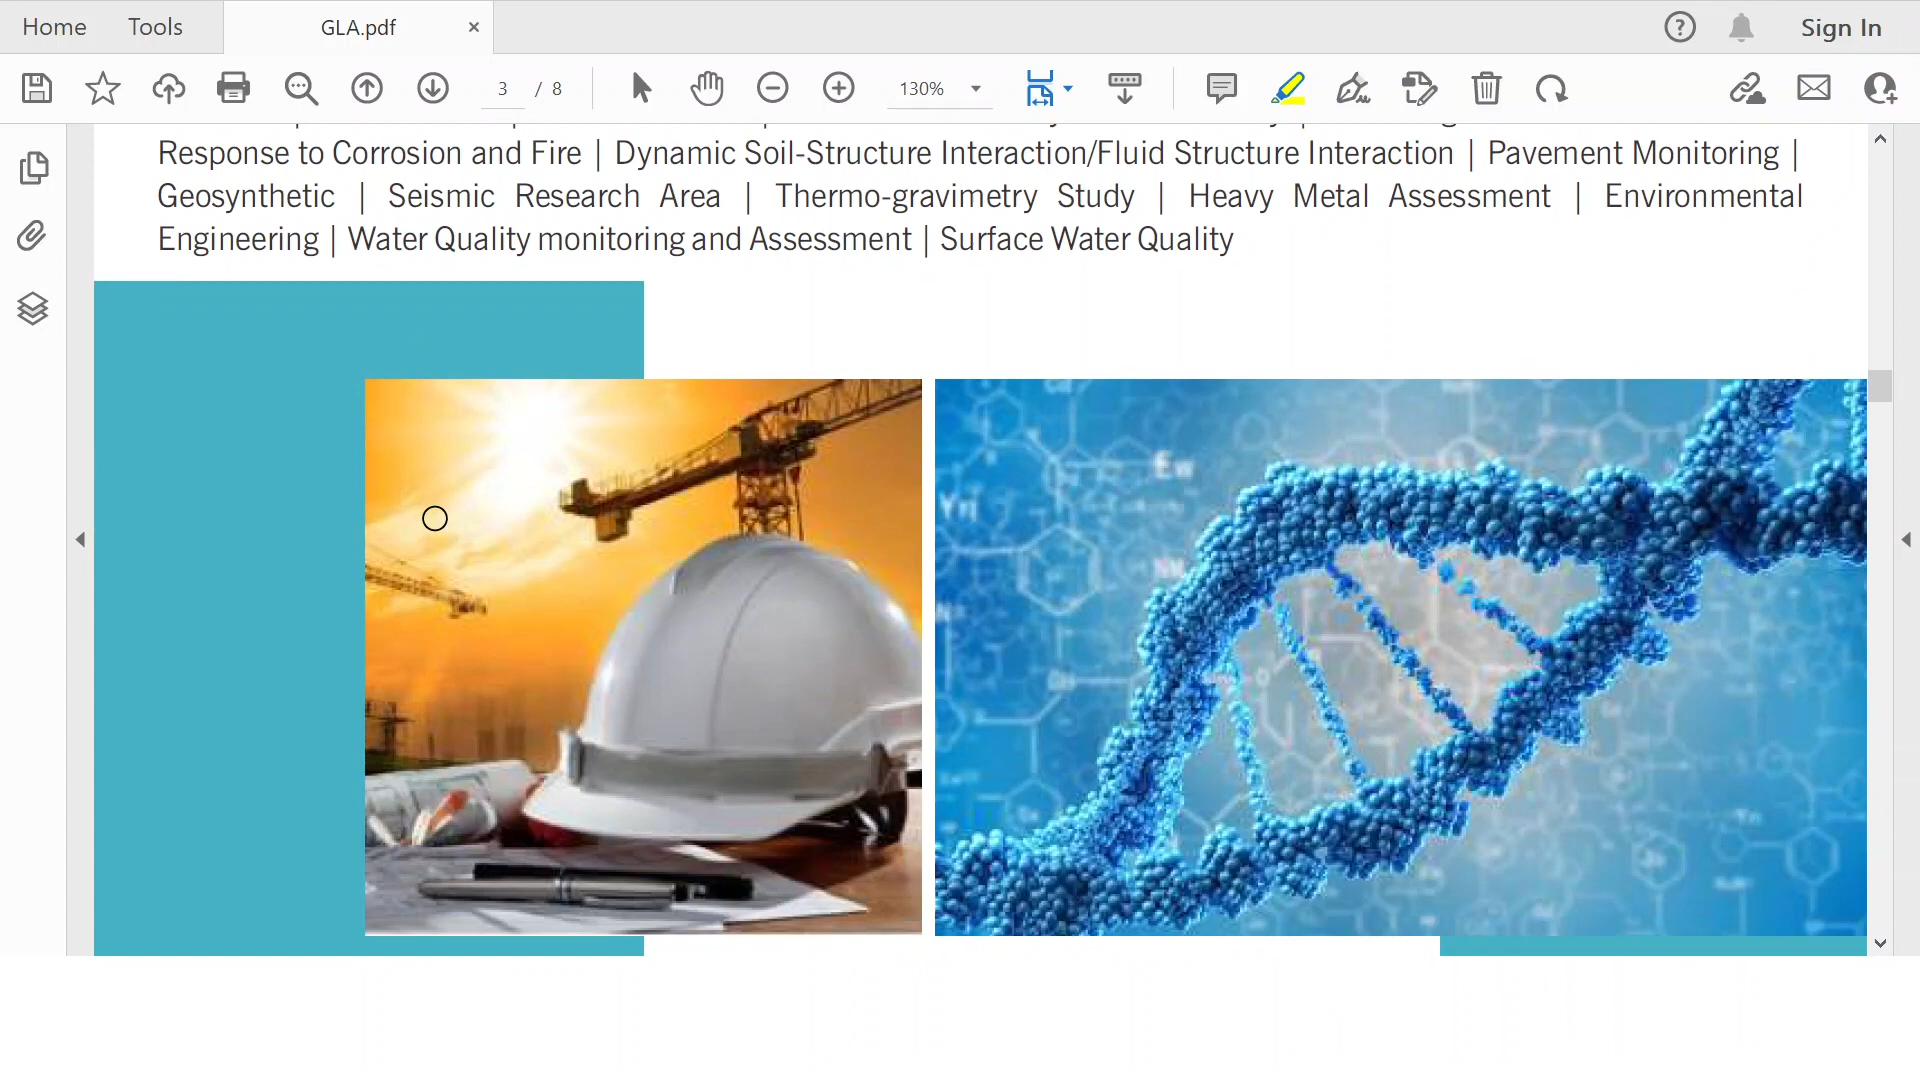 Home Tools GLA.pdf Sign In
3 / 8 130%
Response to Corrosion and Fire | Dynamic Soil-Structure Interaction/Fluid Structure Interaction | Pavement Monitoring |
Geosynthetic | Seismic Research Area | Thermo-gravimetry Study | Heavy Metal Assessment | Environmental
Engineering | Water Quality monitoring and Assessment | Surface Water Quality